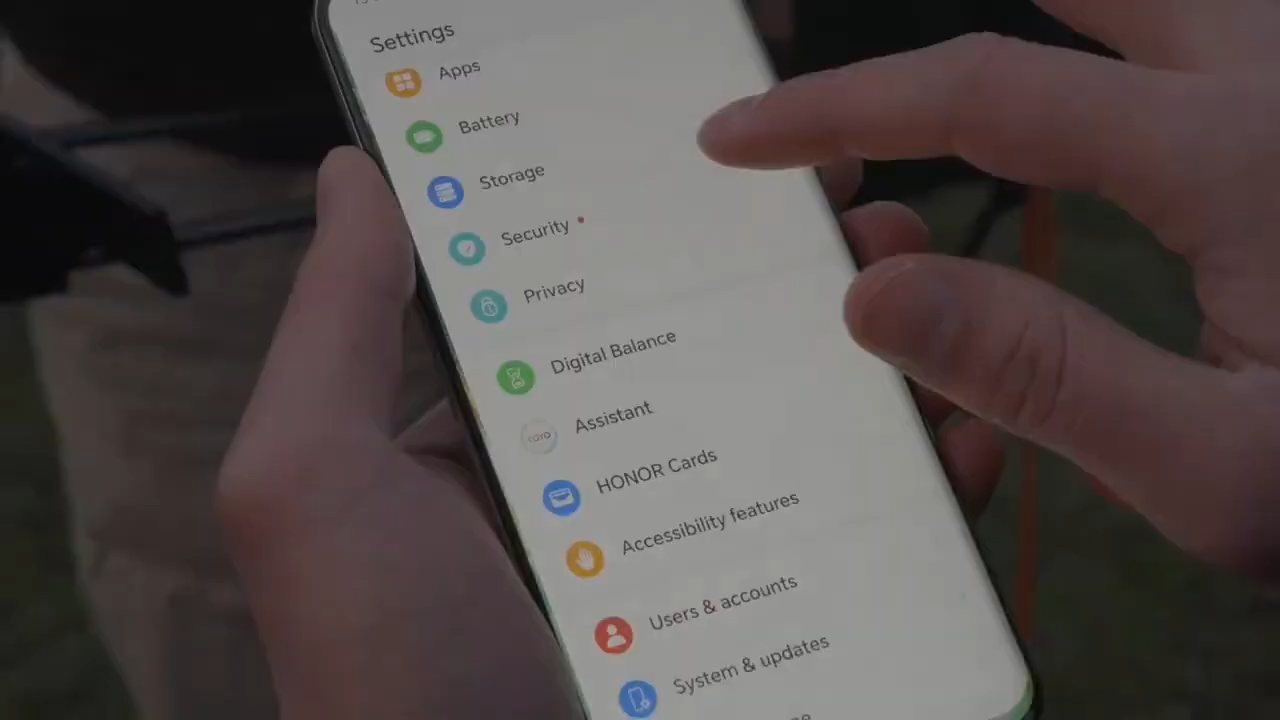 Settings
Apps
Battery
Storage
Security
Privacy
Digital Balance
Assistant
HONOR Cards
Accessibility features
Users & accounts
System & updates